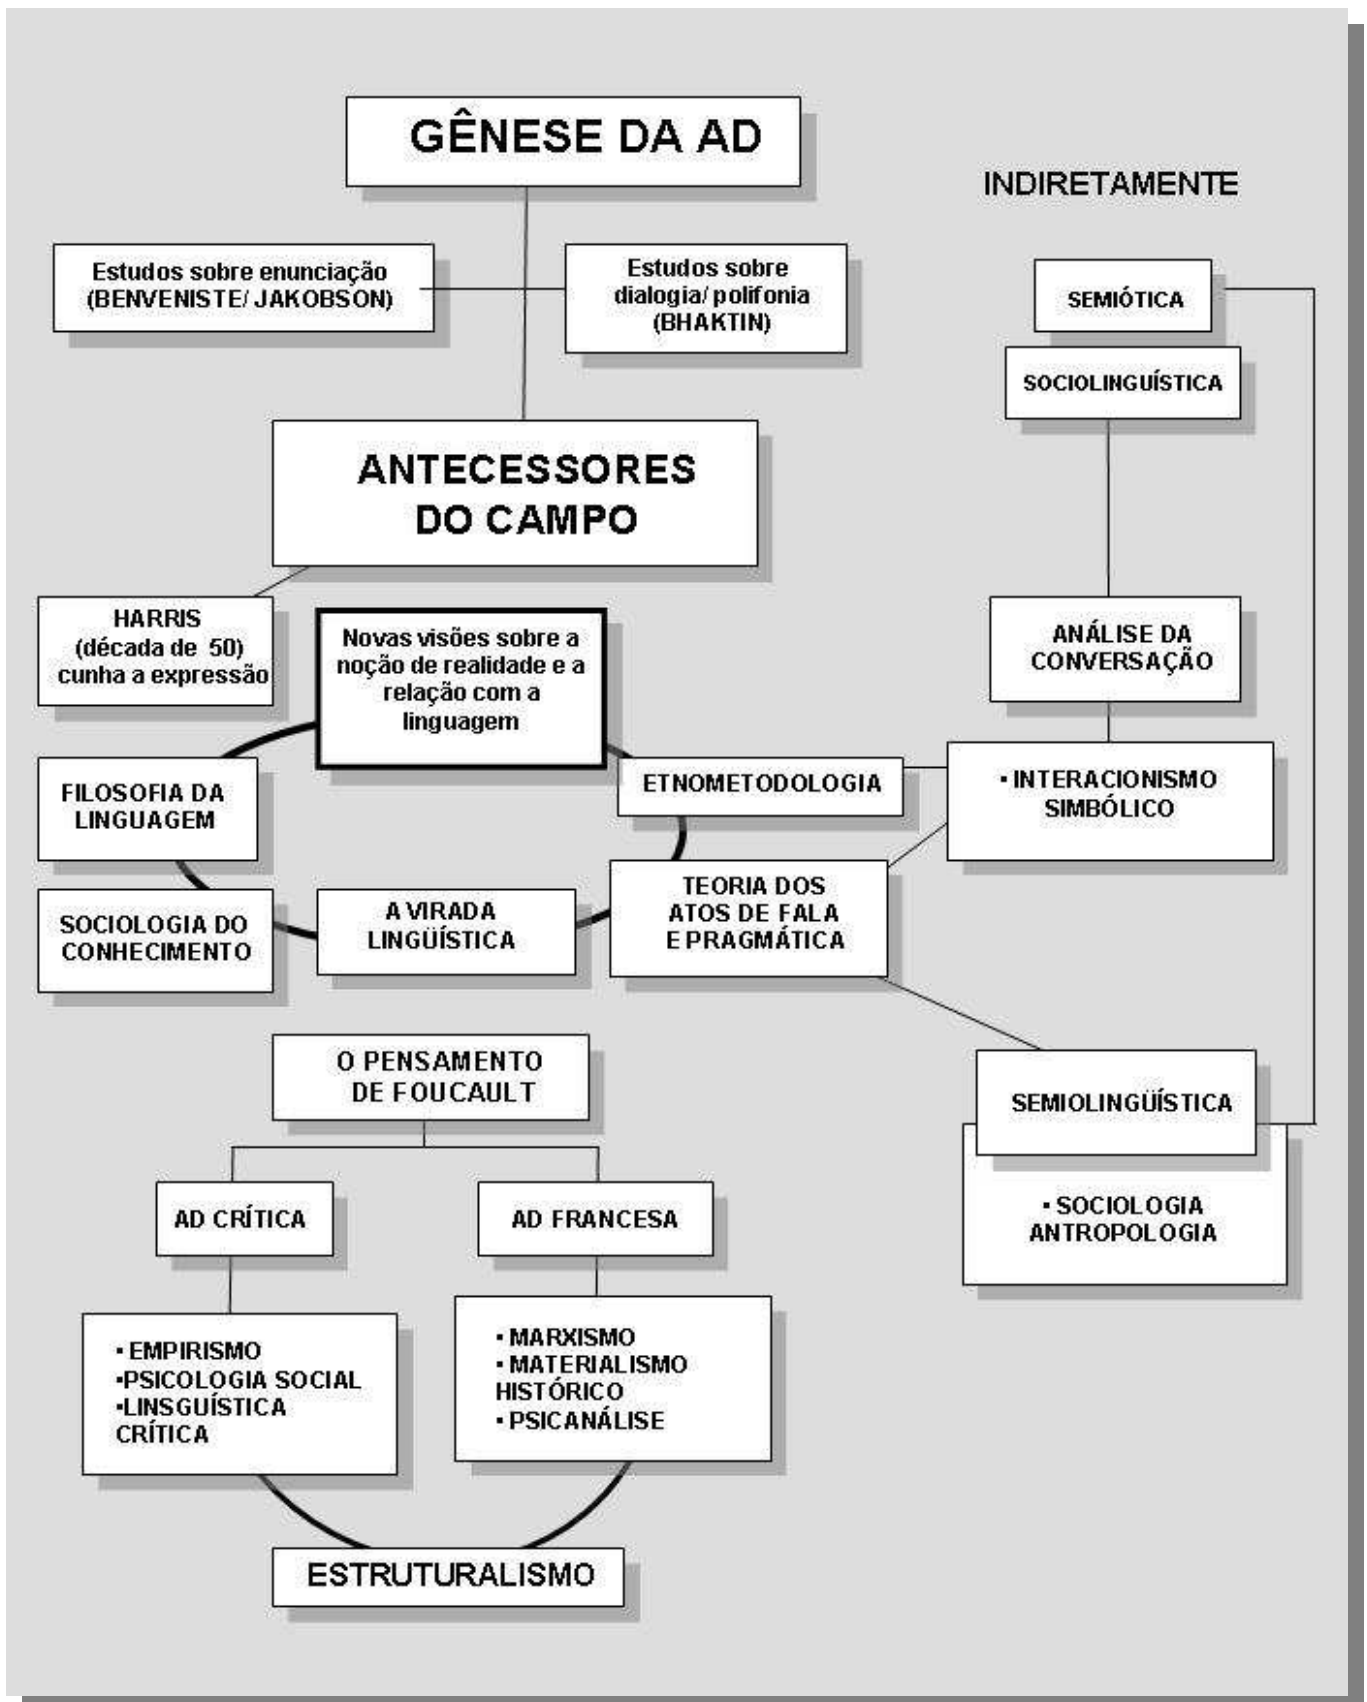 GÊNESE DA AD
INDIRETAMENTE
Estudos sobre enunciação
(BENVENISTE/ JAKOBSON)
Estudos sobre
dialogia/ polifonia
(BHAKTIN)
SEMIÓTICA
SOCIOLINGUÍSTICA
ANTECESSORES
DO CAMPO
HARRIS
(década de 50)
cunha a expressão
Novas visões sobre a
noção de realidade e a
relação com a
linguagem
ANÁLISE DA
CONVERSAÇÃO
FILOSOFIA DA
LINGUAGEM
ETNOMETODOLOGIA
▪ INTERACIONISMO
SIMBÓLICO
SOCIOLOGIA DO
CONHECIMENTO
A VIRADA
LINGÜÍSTICA
TEORIA DOS
ATOS DE FALA
E PRAGMÁTICA
O PENSAMENTO
DE FOUCAULT
SEMIOLINGÜÍSTICA
▪ SOCIOLOGIA
ANTROPOLOGIA
AD CRÍTICA
AD FRANCESA
▪ EMPIRISMO
▪PSICOLOGIA SOCIAL
▪LINSGUÍSTICA
CRÍTICA
▪ MARXISMO
▪ MATERIALISMO
HISTÓRICO
▪ PSICANÁLISE
ESTRUTURALISMO